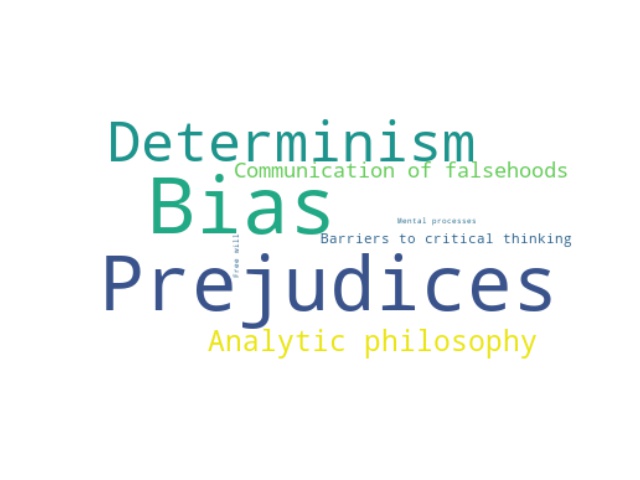 Determinism
Communication of falsehoods
Bias
Mental processes
Barriers to critical thinking
Free will
Prejudices
Analytic philosophy